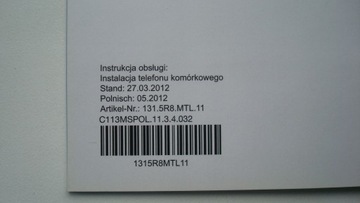 Instrukcja obsługi:
Instalacja telefonu komórkowego
Stand: 27.03.2012
Polnisch: 05.2012
Artikel-Nr.: 131.5R8.MTL.11
C113MSPOL.11.3.4.032
1315R8MTL11